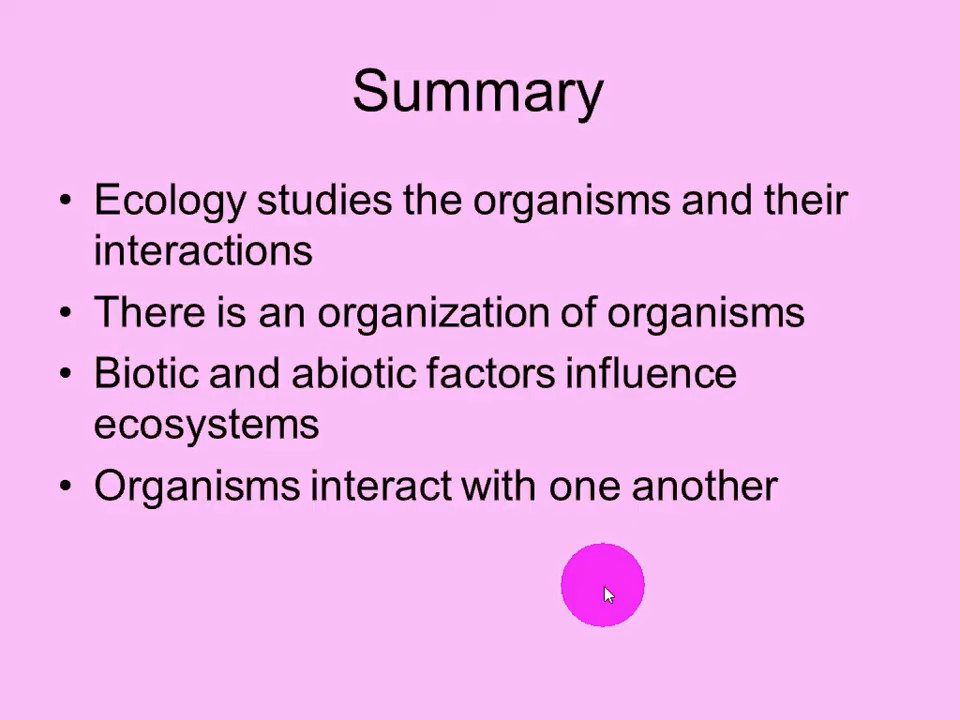 Summary
• Ecology studies the organisms and their
interactions
• There is an organization of organisms
• Biotic and abiotic factors influence
ecosystems
• Organisms interact with one another